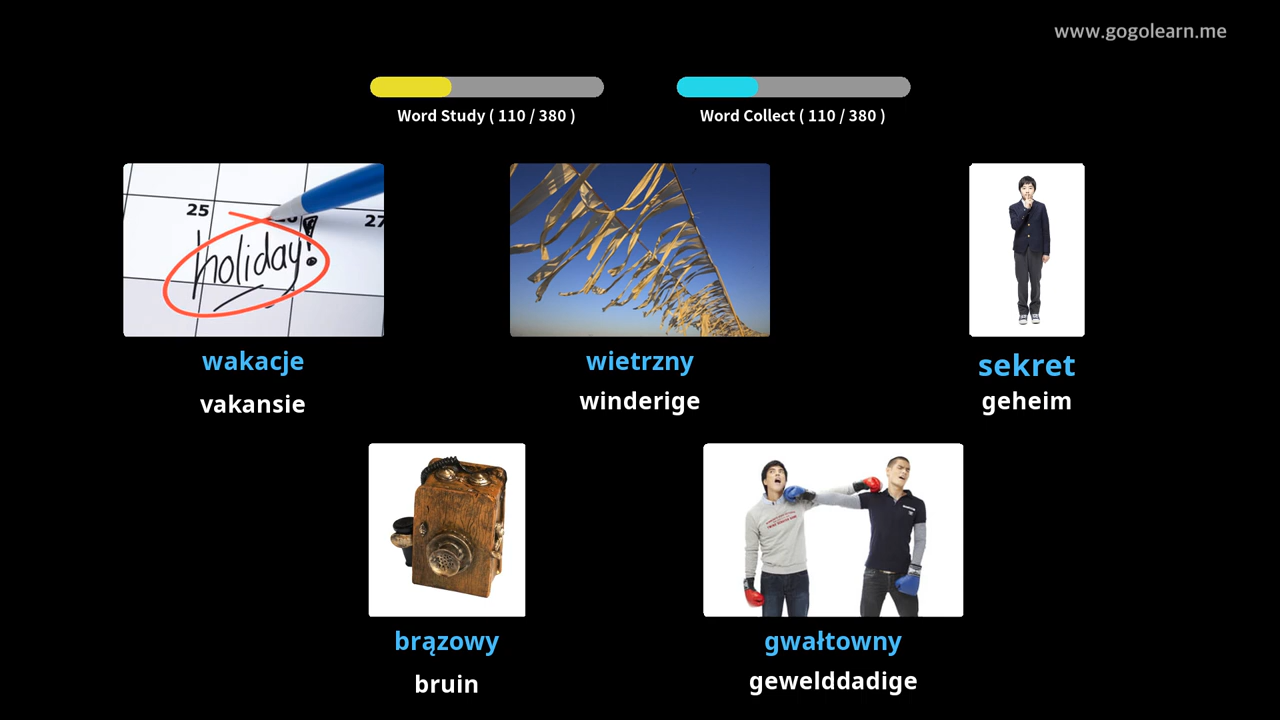 www.gogolearn.me
Word Study ( 110 / 380 )
Word Collect ( 110 / 380 )
25
27
holiday!
wakacje
wietrzny
sekret
vakansie
winderige
geheim
brązowy
gwałtowny
bruin
gewelddadige